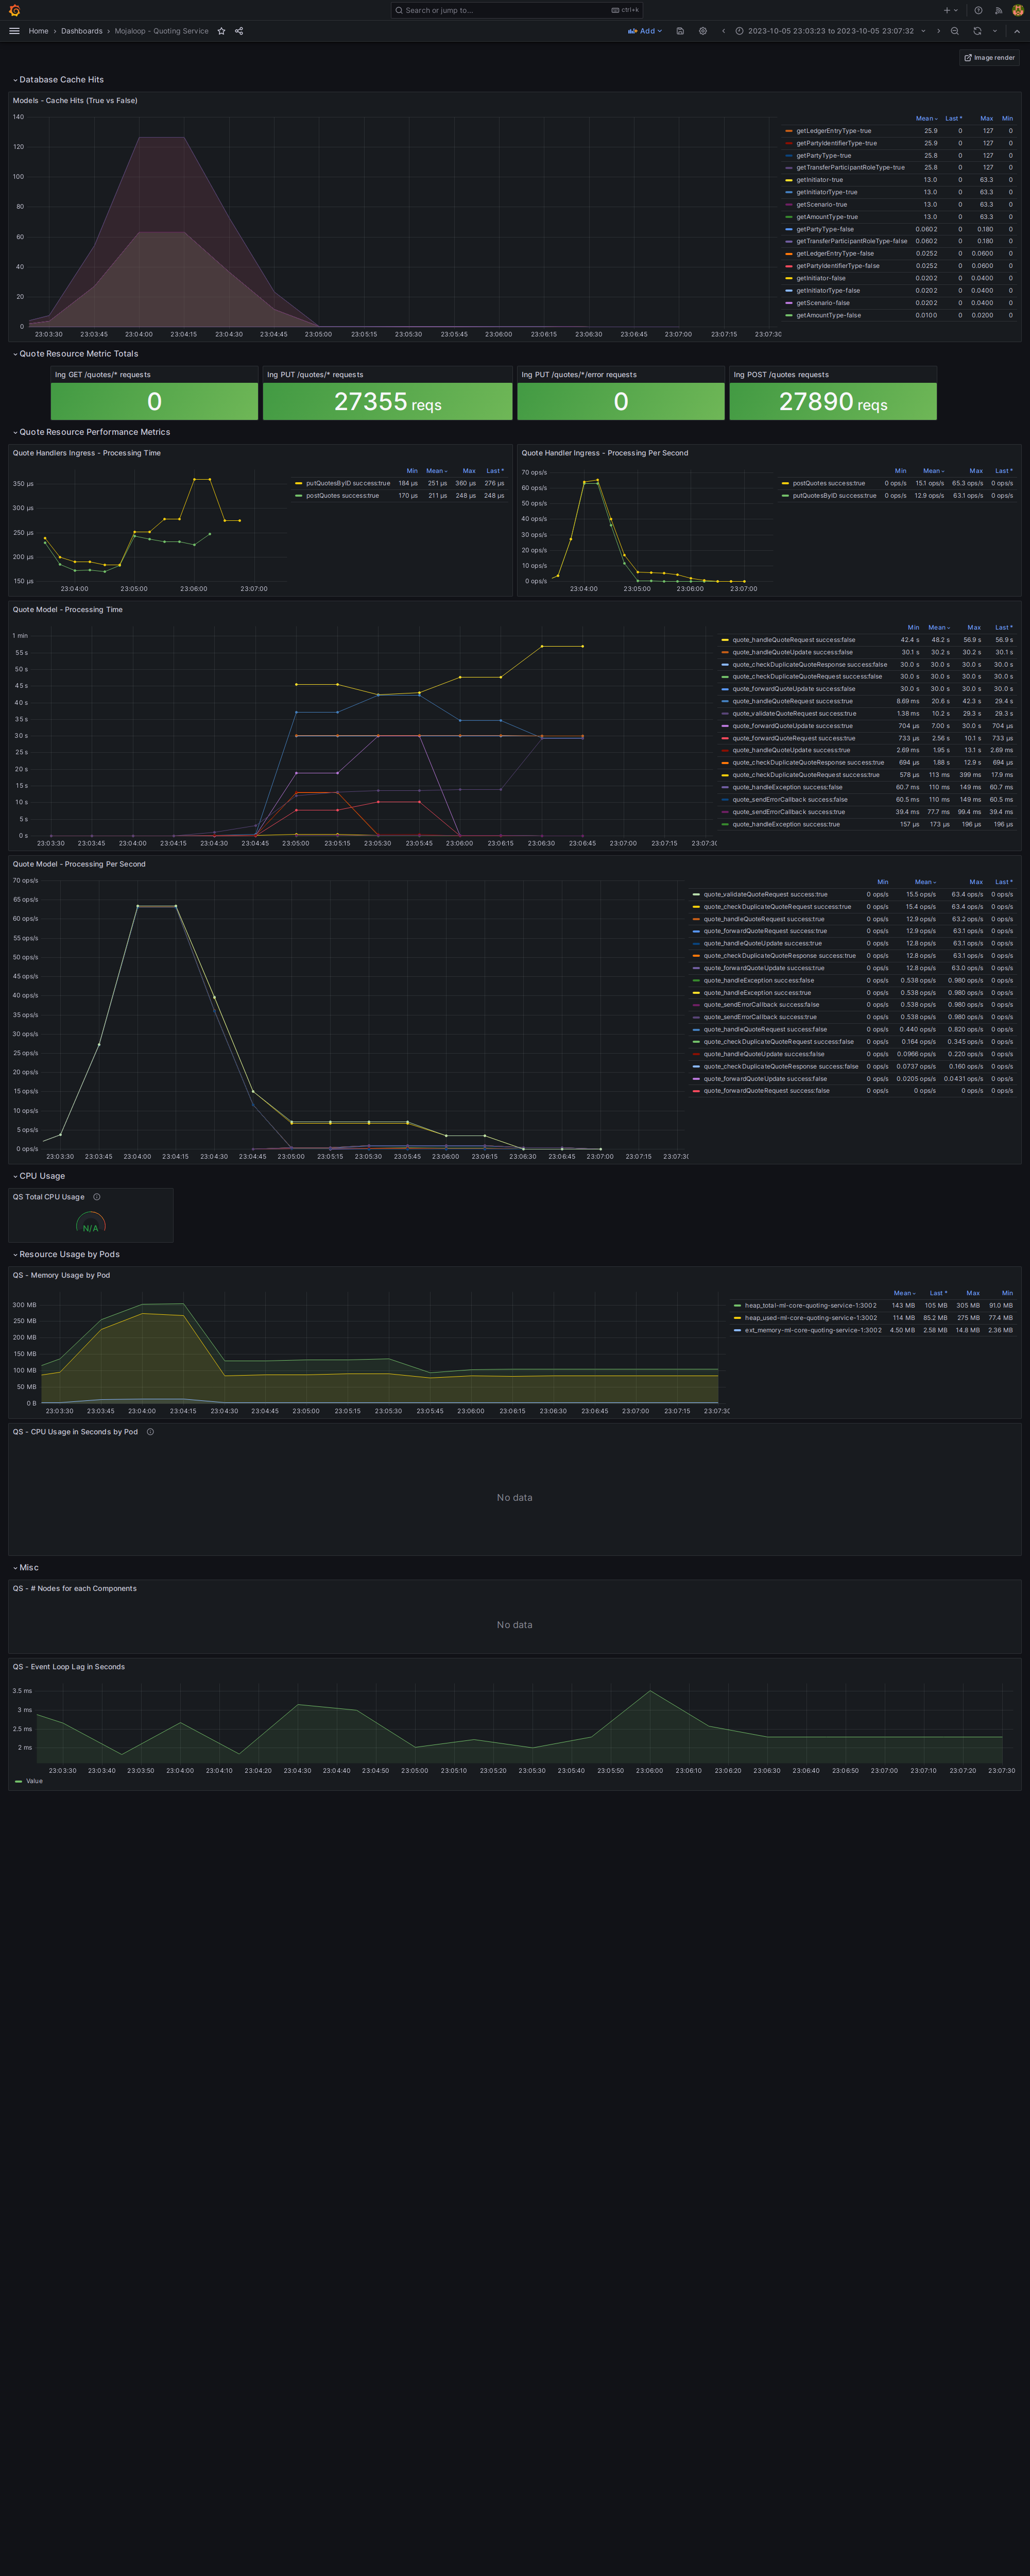 Search or jump to... ctrl+k
Home › Dashboards › Mojaloop - Quoting Service Add 2023-10-05 23:03:23 to 2023-10-05 23:07:32
Image render
Database Cache Hits
Models - Cache Hits (True vs False)
140
120
100
80
60
40
20
0
23:03:30 23:03:45 23:04:00 23:04:15 23:04:30 23:04:45 23:05:00 23:05:15 23:05:30 23:05:45 23:06:00 23:06:15 23:06:30 23:06:45 23:07:00 23:07:15 23:07:30
Mean Last * Max Min
getLedgerEntryType-true 25.9 0 127 0
getPartyIdentifierType-true 25.9 0 127 0
getPartyType-true 25.8 0 127 0
getTransferParticipantRoleType-true 25.8 0 127 0
getInitiator-true 13.0 0 63.3 0
getInitiatorType-true 13.0 0 63.3 0
getScenario-true 13.0 0 63.3 0
getAmountType-true 13.0 0 63.3 0
getPartyType-false 0.0602 0 0.180 0
getTransferParticipantRoleType-false 0.0602 0 0.180 0
getLedgerEntryType-false 0.0252 0 0.0600 0
getPartyIdentifierType-false 0.0252 0 0.0600 0
getInitiator-false 0.0202 0 0.0400 0
getInitiatorType-false 0.0202 0 0.0400 0
getScenario-false 0.0202 0 0.0400 0
getAmountType-false 0.0100 0 0.0200 0
Quote Resource Metric Totals
Ing GET /quotes/* requests
0
Ing PUT /quotes/* requests
27355 reqs
Ing PUT /quotes/*/error requests
0
Ing POST /quotes requests
27890 reqs
Quote Resource Performance Metrics
Quote Handlers Ingress - Processing Time
350 µs
300 µs
250 µs
200 µs
150 µs
23:04:00 23:05:00 23:06:00 23:07:00
Min Mean Max Last *
putQuotesByID success:true 184 µs 251 µs 360 µs 276 µs
postQuotes success:true 170 µs 211 µs 248 µs 248 µs
Quote Handler Ingress - Processing Per Second
70 ops/s
60 ops/s
50 ops/s
40 ops/s
30 ops/s
20 ops/s
10 ops/s
0 ops/s
23:04:00 23:05:00 23:06:00 23:07:00
Min Mean Max Last *
postQuotes success:true 0 ops/s 15.1 ops/s 65.3 ops/s 0 ops/s
putQuotesByID success:true 0 ops/s 12.9 ops/s 63.1 ops/s 0 ops/s
Quote Model - Processing Time
1 min
55 s
50 s
45 s
40 s
35 s
30 s
25 s
20 s
15 s
10 s
5 s
0 s
23:03:30 23:03:45 23:04:00 23:04:15 23:04:30 23:04:45 23:05:00 23:05:15 23:05:30 23:05:45 23:06:00 23:06:15 23:06:30 23:06:45 23:07:00 23:07:15 23:07:30
Min Mean Max Last *
quote_handleQuoteRequest success:false 42.4 s 48.2 s 56.9 s 56.9 s
quote_handleQuoteUpdate success:false 30.1 s 30.2 s 30.2 s 30.1 s
quote_checkDuplicateQuoteResponse success:false 30.0 s 30.0 s 30.0 s 30.0 s
quote_checkDuplicateQuoteRequest success:false 30.0 s 30.0 s 30.0 s 30.0 s
quote_forwardQuoteUpdate success:false 30.0 s 30.0 s 30.0 s 30.0 s
quote_handleQuoteRequest success:true 8.69 ms 20.6 s 42.3 s 29.4 s
quote_validateQuoteRequest success:true 1.38 ms 10.2 s 29.3 s 29.3 s
quote_forwardQuoteUpdate success:true 704 µs 7.00 s 30.0 s 704 µs
quote_forwardQuoteRequest success:true 733 µs 2.56 s 10.1 s 733 µs
quote_handleQuoteUpdate success:true 2.69 ms 1.95 s 13.1 s 2.69 ms
quote_checkDuplicateQuoteResponse success:true 694 µs 1.88 s 12.9 s 694 µs
quote_checkDuplicateQuoteRequest success:true 578 µs 113 ms 399 ms 17.9 ms
quote_handleException success:false 60.7 ms 110 ms 149 ms 60.7 ms
quote_sendErrorCallback success:false 60.5 ms 110 ms 149 ms 60.5 ms
quote_sendErrorCallback success:true 39.4 ms 77.7 ms 99.4 ms 39.4 ms
quote_handleException success:true 157 µs 173 µs 196 µs 196 µs
Quote Model - Processing Per Second
70 ops/s
65 ops/s
60 ops/s
55 ops/s
50 ops/s
45 ops/s
40 ops/s
35 ops/s
30 ops/s
25 ops/s
20 ops/s
15 ops/s
10 ops/s
5 ops/s
0 ops/s
23:03:30 23:03:45 23:04:00 23:04:15 23:04:30 23:04:45 23:05:00 23:05:15 23:05:30 23:05:45 23:06:00 23:06:15 23:06:30 23:06:45 23:07:00 23:07:15 23:07:30
Min Mean Max Last *
quote_validateQuoteRequest success:true 0 ops/s 15.5 ops/s 63.4 ops/s 0 ops/s
quote_checkDuplicateQuoteRequest success:true 0 ops/s 15.4 ops/s 63.4 ops/s 0 ops/s
quote_handleQuoteRequest success:true 0 ops/s 12.9 ops/s 63.2 ops/s 0 ops/s
quote_forwardQuoteRequest success:true 0 ops/s 12.9 ops/s 63.1 ops/s 0 ops/s
quote_handleQuoteUpdate success:true 0 ops/s 12.8 ops/s 63.1 ops/s 0 ops/s
quote_checkDuplicateQuoteResponse success:true 0 ops/s 12.8 ops/s 63.1 ops/s 0 ops/s
quote_forwardQuoteUpdate success:true 0 ops/s 12.8 ops/s 63.0 ops/s 0 ops/s
quote_handleException success:false 0 ops/s 0.538 ops/s 0.980 ops/s 0 ops/s
quote_handleException success:true 0 ops/s 0.538 ops/s 0.980 ops/s 0 ops/s
quote_sendErrorCallback success:false 0 ops/s 0.538 ops/s 0.980 ops/s 0 ops/s
quote_sendErrorCallback success:true 0 ops/s 0.538 ops/s 0.980 ops/s 0 ops/s
quote_handleQuoteRequest success:false 0 ops/s 0.440 ops/s 0.820 ops/s 0 ops/s
quote_checkDuplicateQuoteRequest success:false 0 ops/s 0.164 ops/s 0.345 ops/s 0 ops/s
quote_handleQuoteUpdate success:false 0 ops/s 0.0966 ops/s 0.220 ops/s 0 ops/s
quote_checkDuplicateQuoteResponse success:false 0 ops/s 0.0737 ops/s 0.160 ops/s 0 ops/s
quote_forwardQuoteUpdate success:false 0 ops/s 0.0205 ops/s 0.0431 ops/s 0 ops/s
quote_forwardQuoteRequest success:false 0 ops/s 0 ops/s 0 ops/s 0 ops/s
CPU Usage
QS Total CPU Usage
N/A
Resource Usage by Pods
QS - Memory Usage by Pod
300 MB
250 MB
200 MB
150 MB
100 MB
50 MB
0 B
23:03:30 23:03:45 23:04:00 23:04:15 23:04:30 23:04:45 23:05:00 23:05:15 23:05:30 23:05:45 23:06:00 23:06:15 23:06:30 23:06:45 23:07:00 23:07:15 23:07:30
Mean Last * Max Min
heap_total-ml-core-quoting-service-1:3002 143 MB 105 MB 305 MB 91.0 MB
heap_used-ml-core-quoting-service-1:3002 114 MB 85.2 MB 275 MB 77.4 MB
ext_memory-ml-core-quoting-service-1:3002 4.50 MB 2.58 MB 14.8 MB 2.36 MB
QS - CPU Usage in Seconds by Pod
No data
Misc
QS - # Nodes for each Components
No data
QS - Event Loop Lag in Seconds
3.5 ms
3 ms
2.5 ms
2 ms
23:03:30 23:03:40 23:03:50 23:04:00 23:04:10 23:04:20 23:04:30 23:04:40 23:04:50 23:05:00 23:05:10 23:05:20 23:05:30 23:05:40 23:05:50 23:06:00 23:06:10 23:06:20 23:06:30 23:06:40 23:06:50 23:07:00 23:07:10 23:07:20 23:07:30
Value